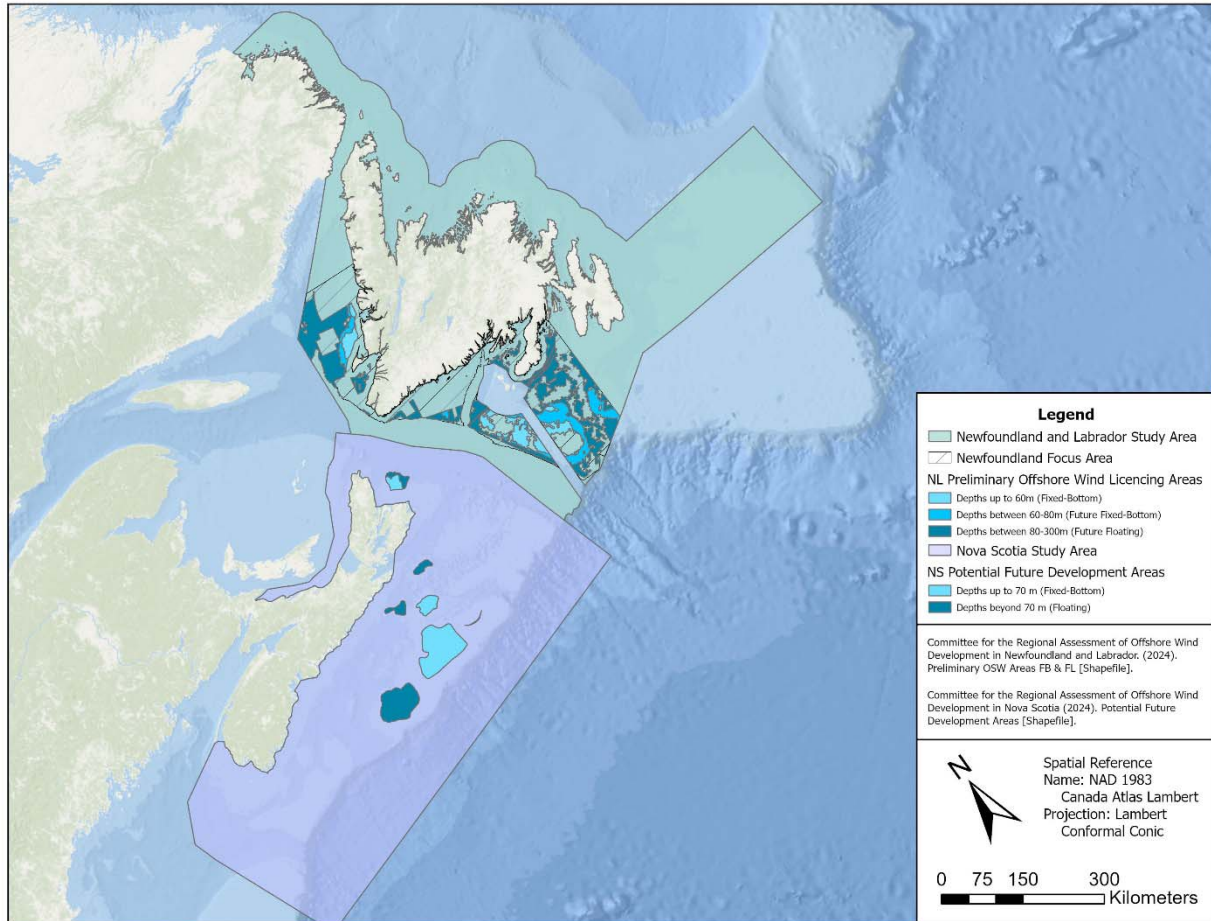 Legend
Newfoundland and Labrador Study Area
Newfoundland Focus Area
NL Preliminary Offshore Wind Licencing Areas
Depths up to 60m (Fixed-Bottom)
Depths between 60-80m (Future Fixed-Bottom)
Depths between 80-300m (Future Floating)
Nova Scotia Study Area
NS Potential Future Development Areas
Depths up to 70 m (Fixed-Bottom)
Depths beyond 70 m (Floating)
Committee for the Regional Assessment of Offshore Wind
Development in Newfoundland and Labrador. (2024).
Preliminary OSW Areas FB & FL [Shapefile].
Committee for the Regional Assessment of Offshore Wind
Development in Nova Scotia (2024). Potential Future
Development Areas [Shapefile].
N
Spatial Reference
Name: NAD 1983
Canada Atlas Lambert
Projection: Lambert
Conformal Conic
0 75 150 300
Kilometers